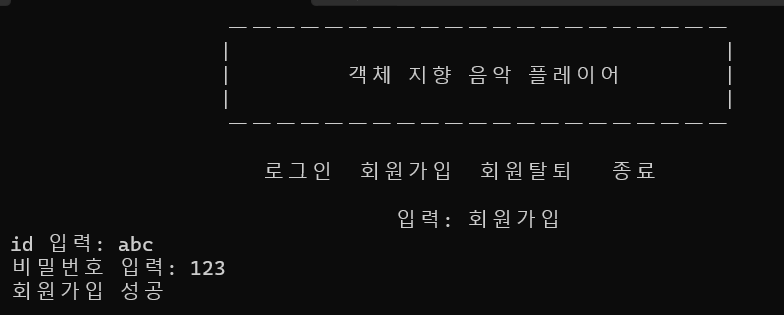 객체 지향 음악 플레이어
로그인 회원가입 회원탈퇴 종료
입력: 회원가입
id 입력: abc
비밀번호 입력: 123
회원가입 성공